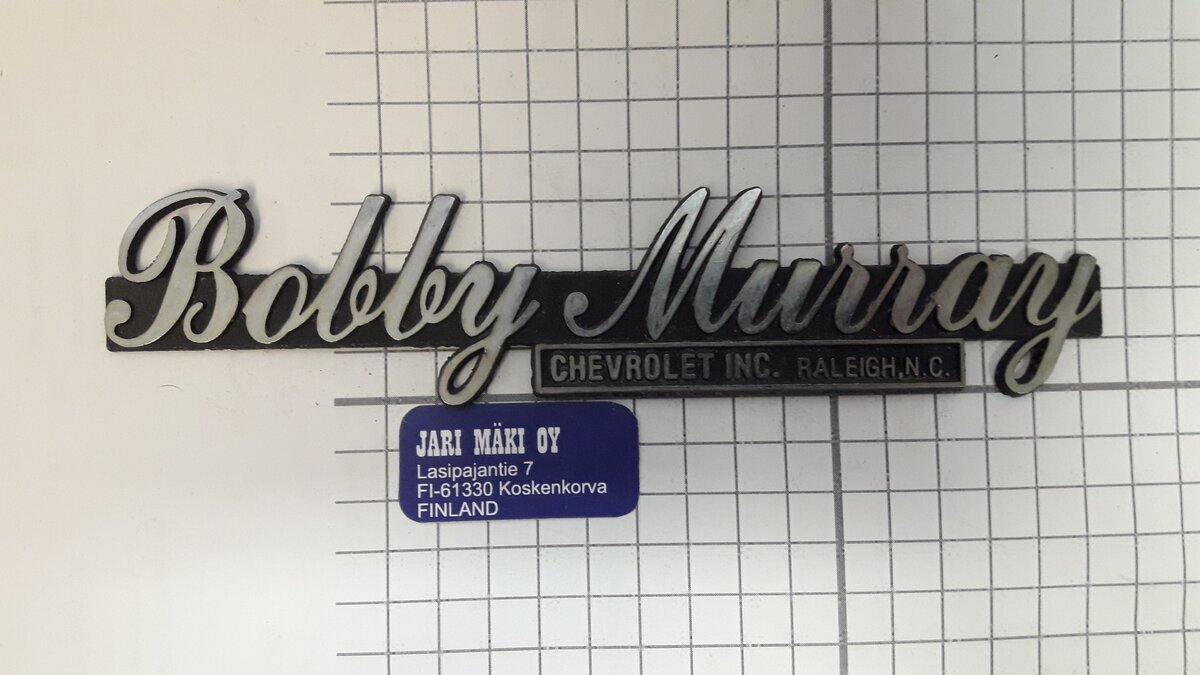 Bobby Murray
CHEVROLET INC. RALEIGH, N.C.
JARI MÄKI OY
Lasipajantie 7
FI-61330 Koskenkorva
FINLAND